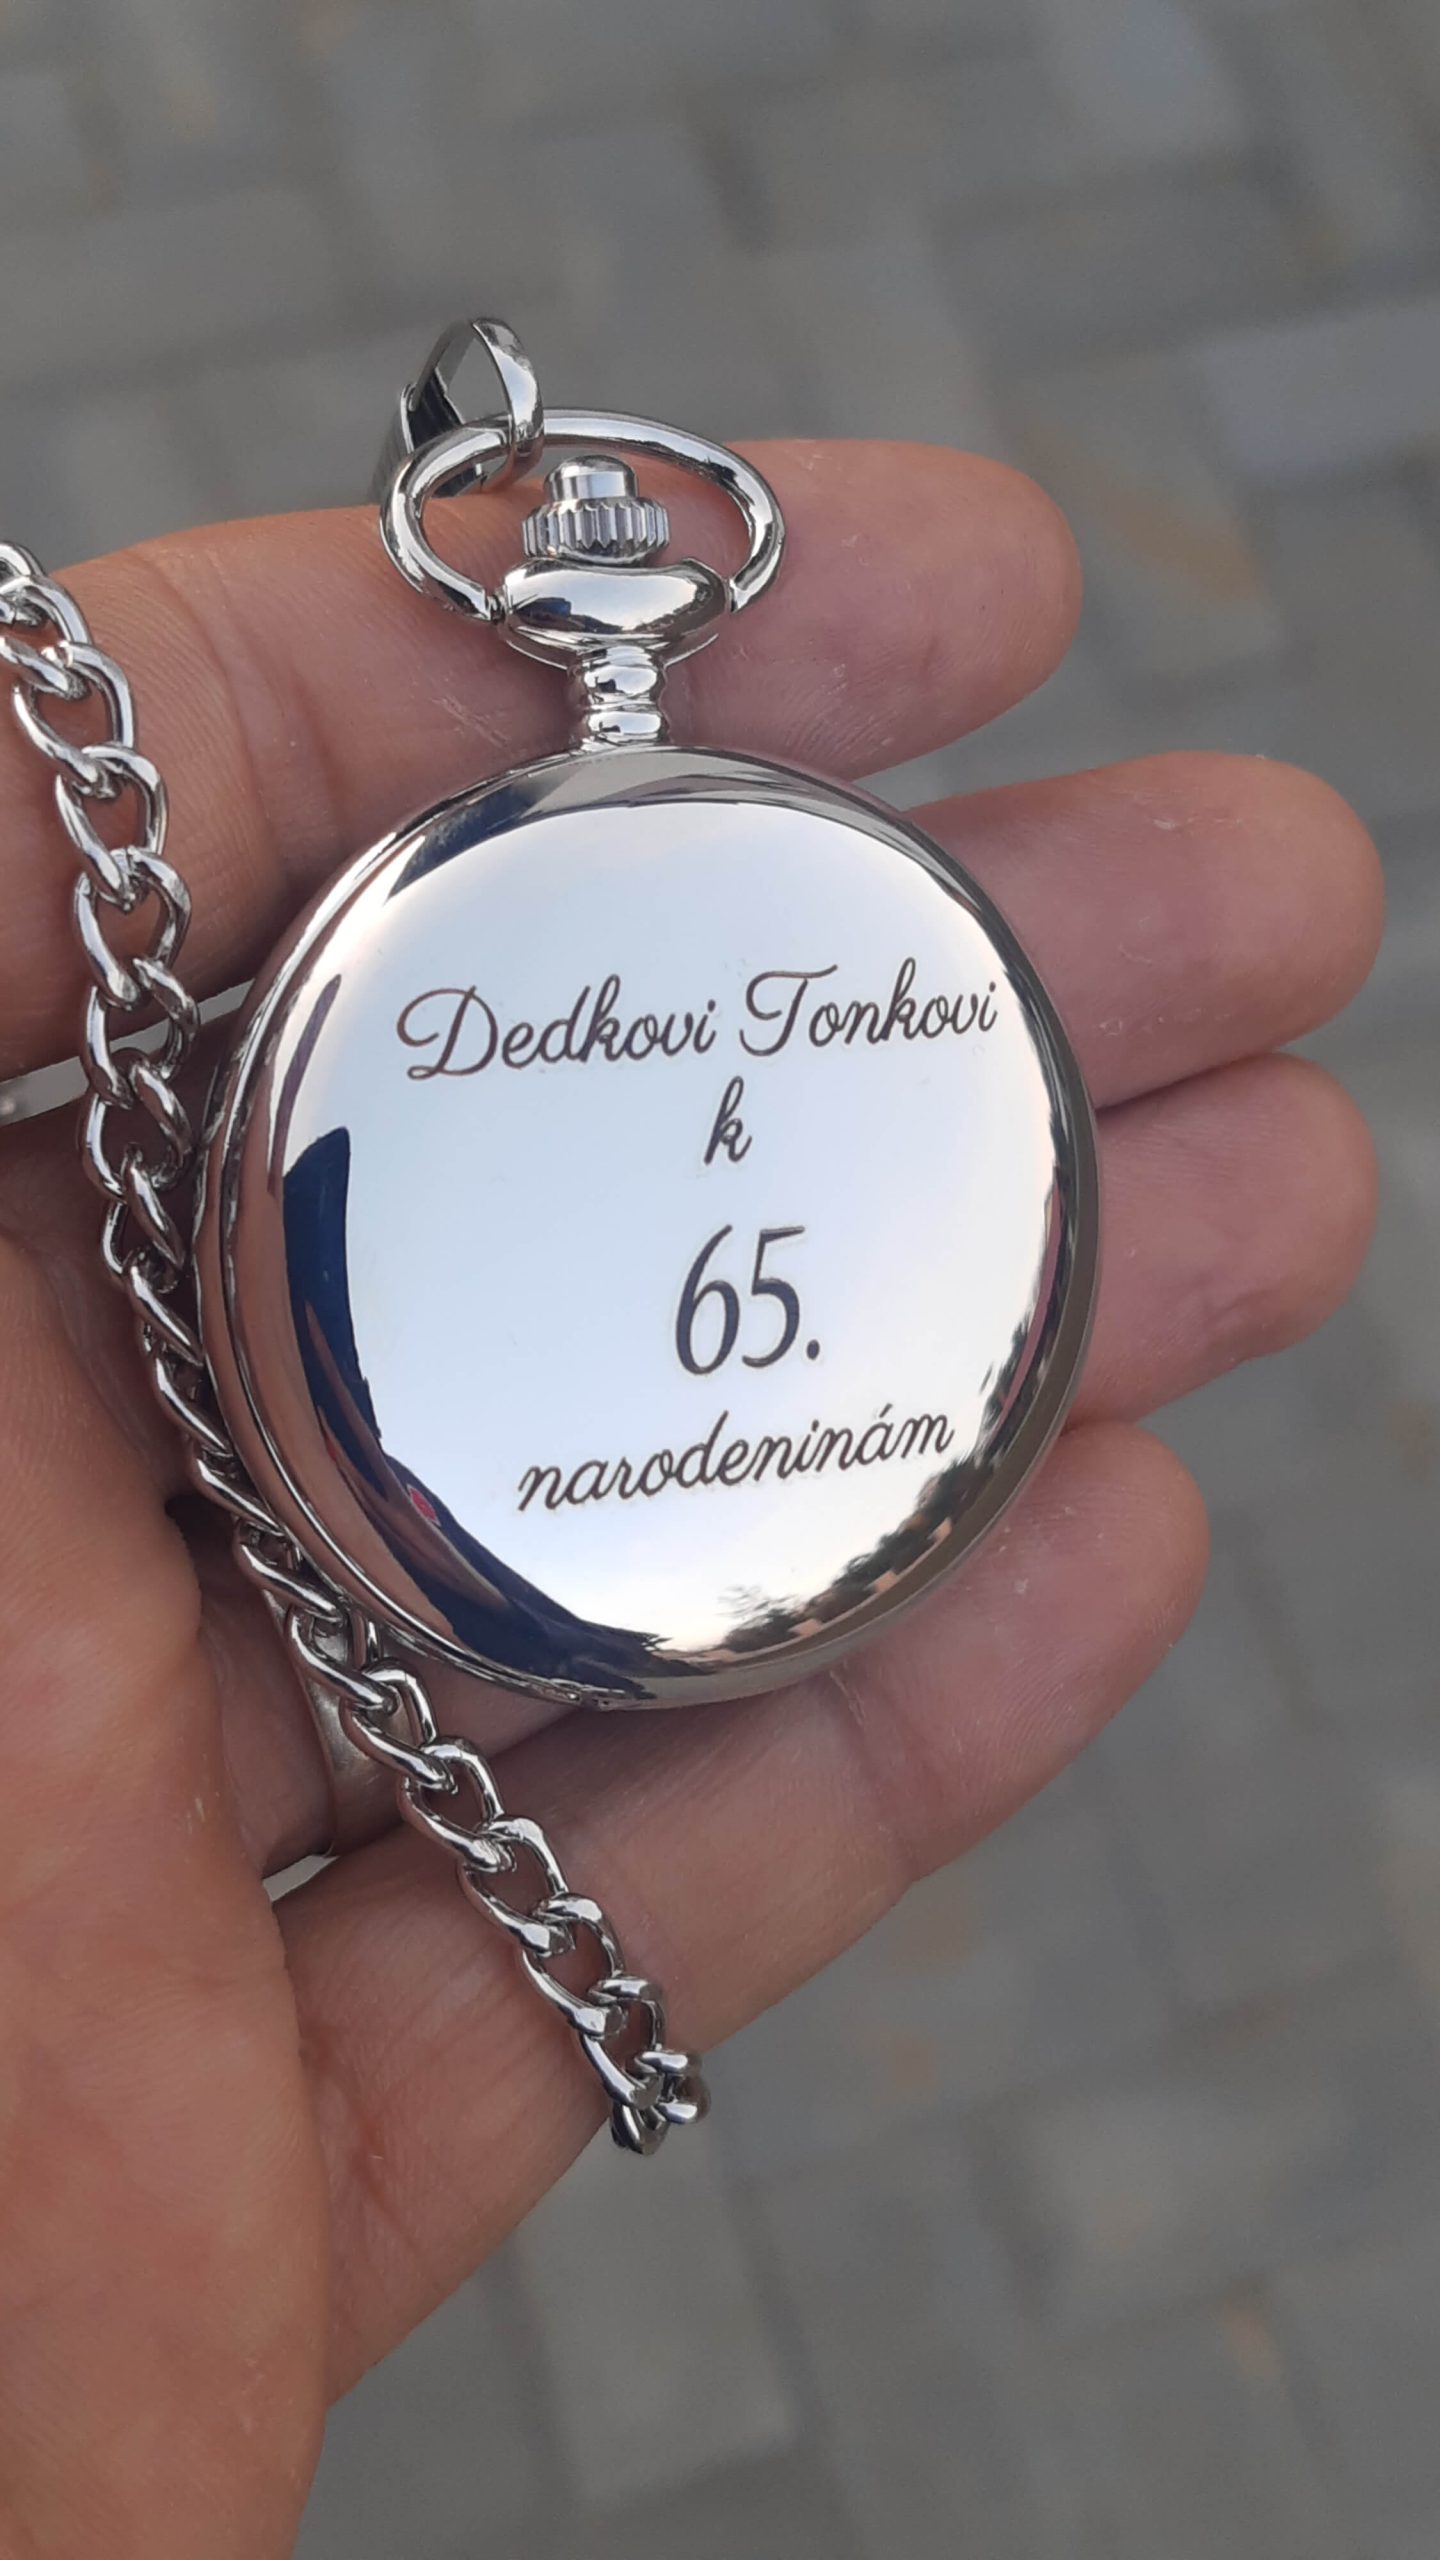 Dedkovi Tonkovi
k
65.
narodeninám